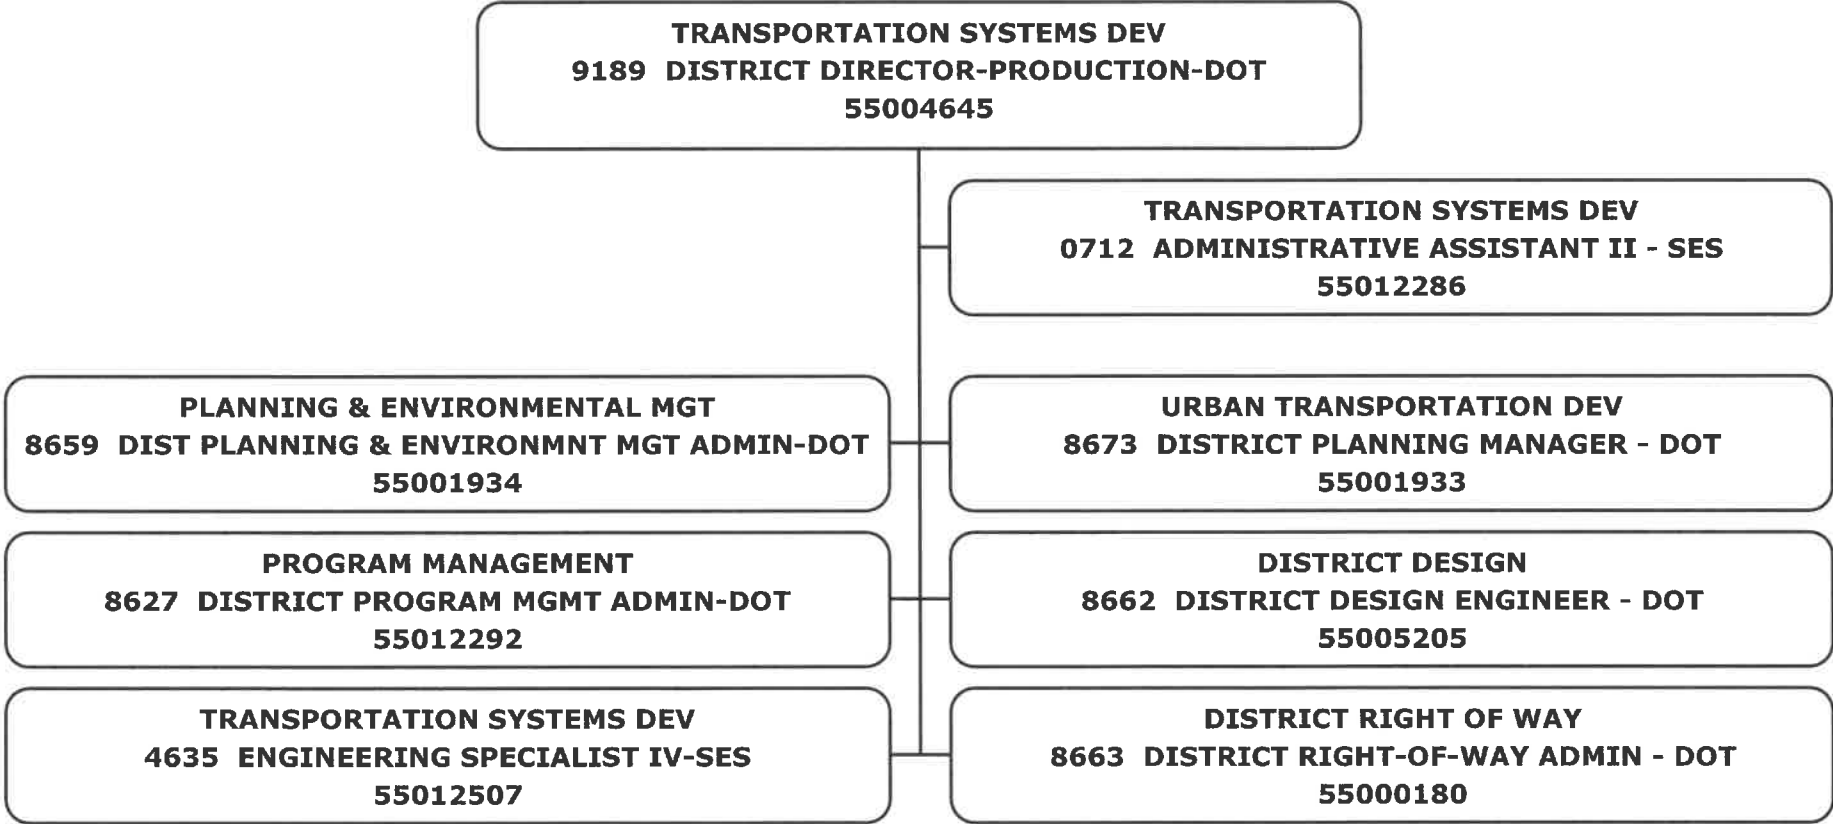 TRANSPORTATION SYSTEMS DEV
9189 DISTRICT DIRECTOR-PRODUCTION-DOT
55004645
TRANSPORTATION SYSTEMS DEV
0712 ADMINISTRATIVE ASSISTANT II - SES
55012286
PLANNING & ENVIRONMENTAL MGT
8659 DIST PLANNING & ENVIRONMNT MGT ADMIN-DOT
55001934
URBAN TRANSPORTATION DEV
8673 DISTRICT PLANNING MANAGER - DOT
55001933
PROGRAM MANAGEMENT
8627 DISTRICT PROGRAM MGMT ADMIN-DOT
55012292
DISTRICT DESIGN
8662 DISTRICT DESIGN ENGINEER - DOT
55005205
TRANSPORTATION SYSTEMS DEV
4635 ENGINEERING SPECIALIST IV-SES
55012507
DISTRICT RIGHT OF WAY
8663 DISTRICT RIGHT-OF-WAY ADMIN - DOT
55000180